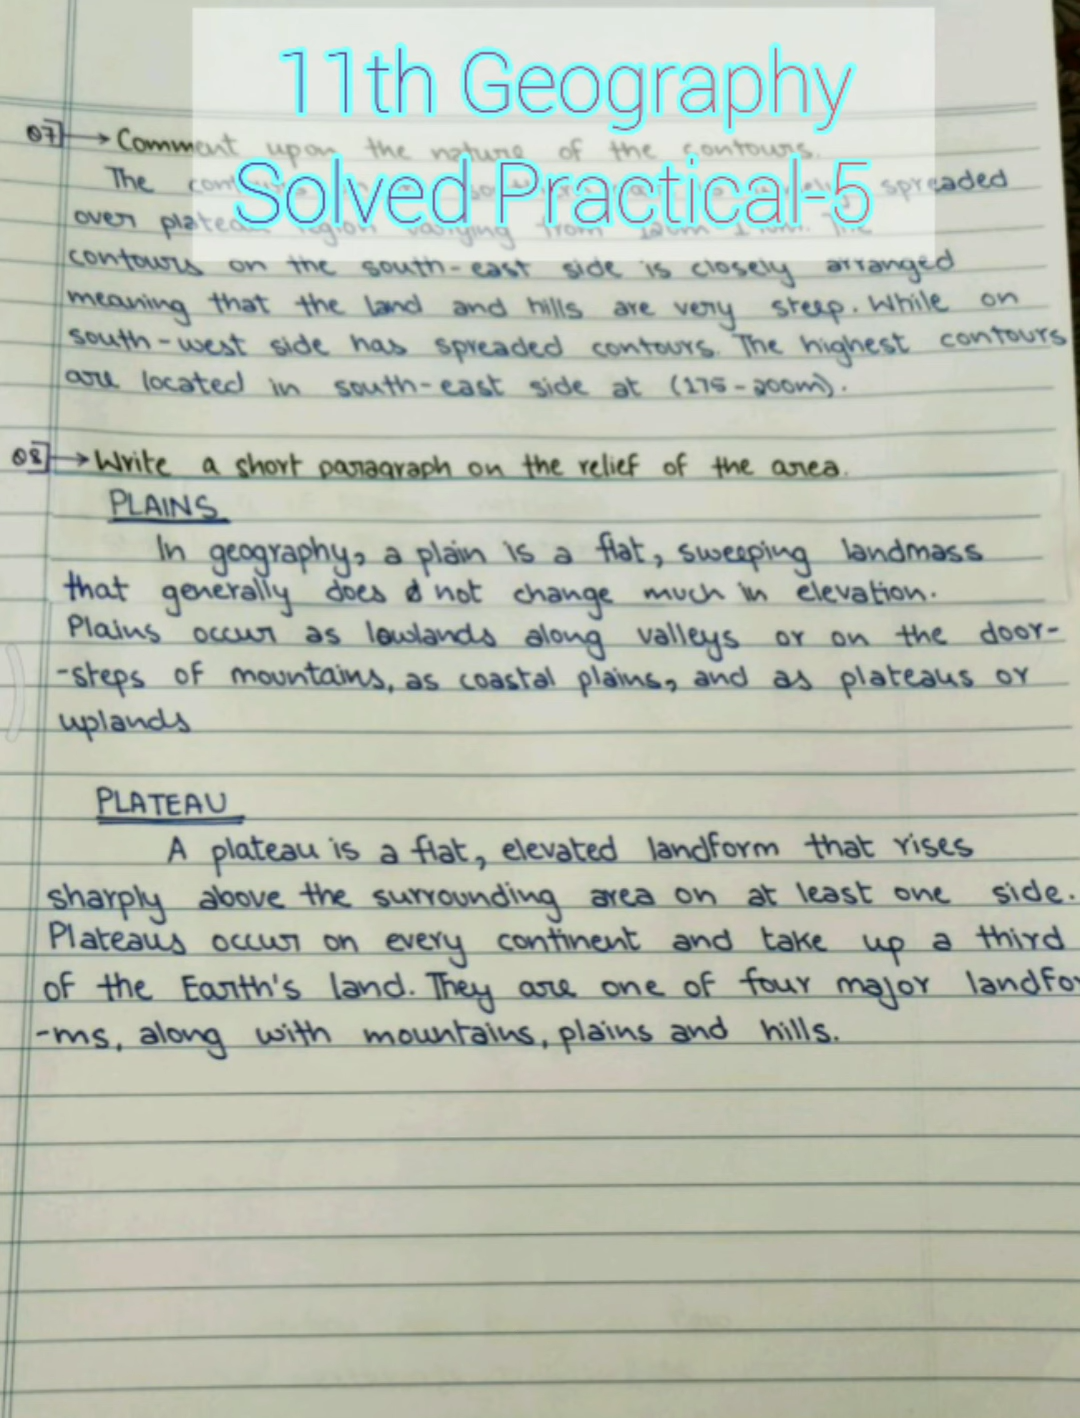 11th Geography
Solved Practical-5
Q7] → Comment upon the nature of the contours.
The spreaded
over plateau region varying from
contours on the south-east side is closely arranged
meaning that the land and hills are very steep. While on
south-west side has spreaded contours. The highest contours
are located in south-east side at (175-200m).
Q8] → Write a short paragraph on the relief of the area.
PLAINS
In geography, a plain is a flat, sweeping landmass
that generally does not change much in elevation.
Plains occur as lowlands along valleys or on the door-
-steps of mountains, as coastal plains, and as plateaus or
uplands
PLATEAU
A plateau is a flat, elevated landform that rises
sharply above the surrounding area on at least one side.
Plateaus occur on every continent and take up a third
of the Earth's land. They are one of four major landfor
-ms, along with mountains, plains and hills.